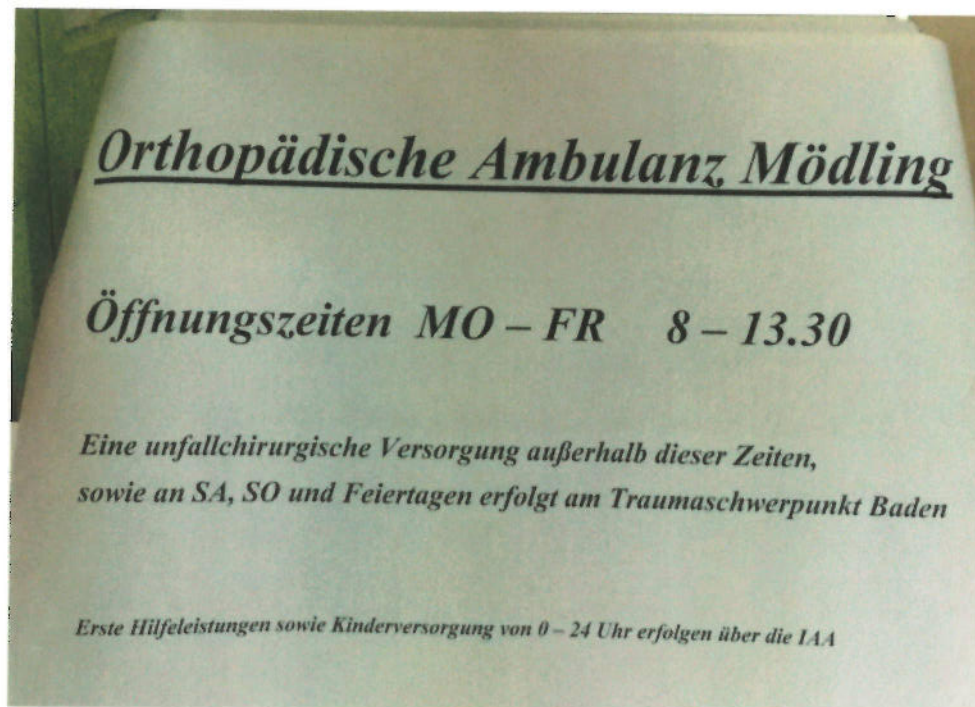 Orthopädische Ambulanz Mödling
Öffnungszeiten MO – FR 8 – 13.30
Eine unfallchirurgische Versorgung außerhalb dieser Zeiten,
sowie an SA, SO und Feiertagen erfolgt am Traumaschwerpunkt Baden
Erste Hilfeleistungen sowie Kinderversorgung von 0 – 24 Uhr erfolgen über die IAA